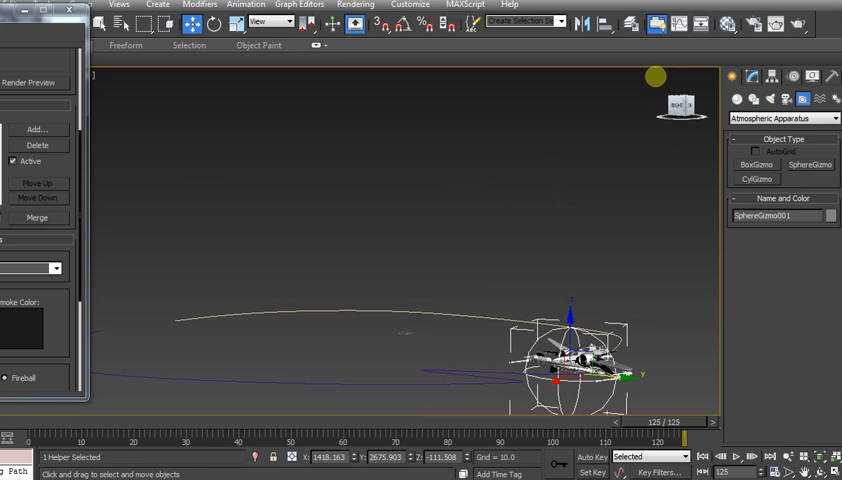 Create Modifiers Animation Graph Editors Rendering Customize MAXScript Help
Views
View
3
Create Selection Se
Freeform Selection Object Paint
]
Render Preview
Add...
Delete
Active
Move Up
Move Down
Merge
s
moke Color:
Fireball
RIGHT
z
y
Atmospheric Apparatus
- Object Type
AutoGrid
BoxGizmo SphereGizmo
CylGizmo
- Name and Color
SphereGizmo001
< 125 / 125 >
0 10 20 30 40 50 60 70 80 90 100 110 120
1 Helper Selected X: 1418.163 Y: 2675.903 Z: -111.508 Grid = 10.0 Auto Key Selected
ng Path Click and drag to select and move objects Add Time Tag Set Key Key Filters... 125